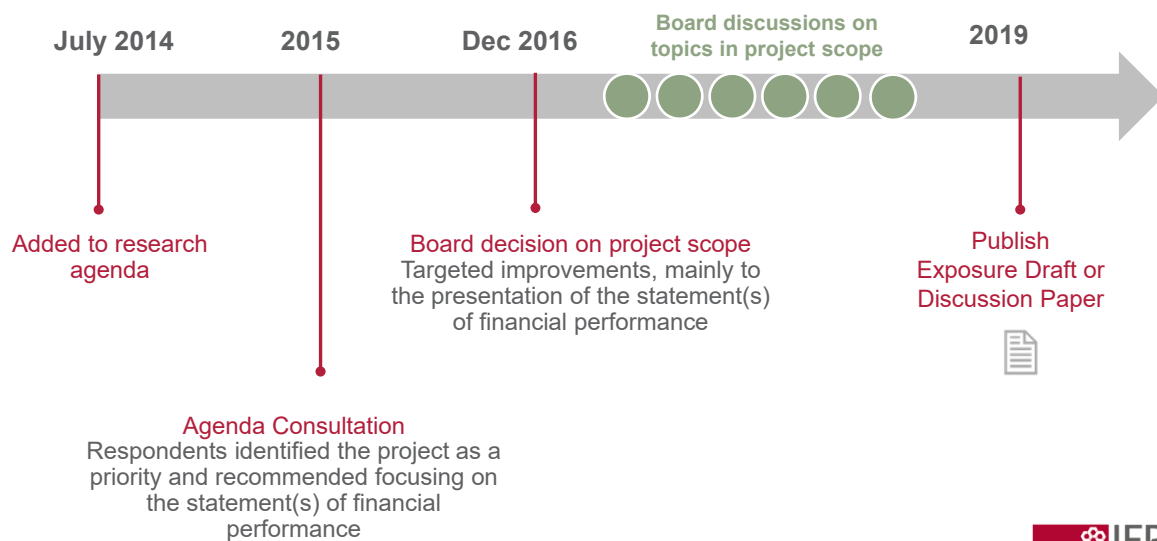 July 2014
2015
Dec 2016
Board discussions on
topics in project scope
2019
Added to research
agenda
Agenda Consultation
Respondents identified the project as a
priority and recommended focusing on
the statement(s) of financial
performance
Board decision on project scope
Targeted improvements, mainly to
the presentation of the statement(s)
of financial performance
Publish
Exposure Draft or
Discussion Paper